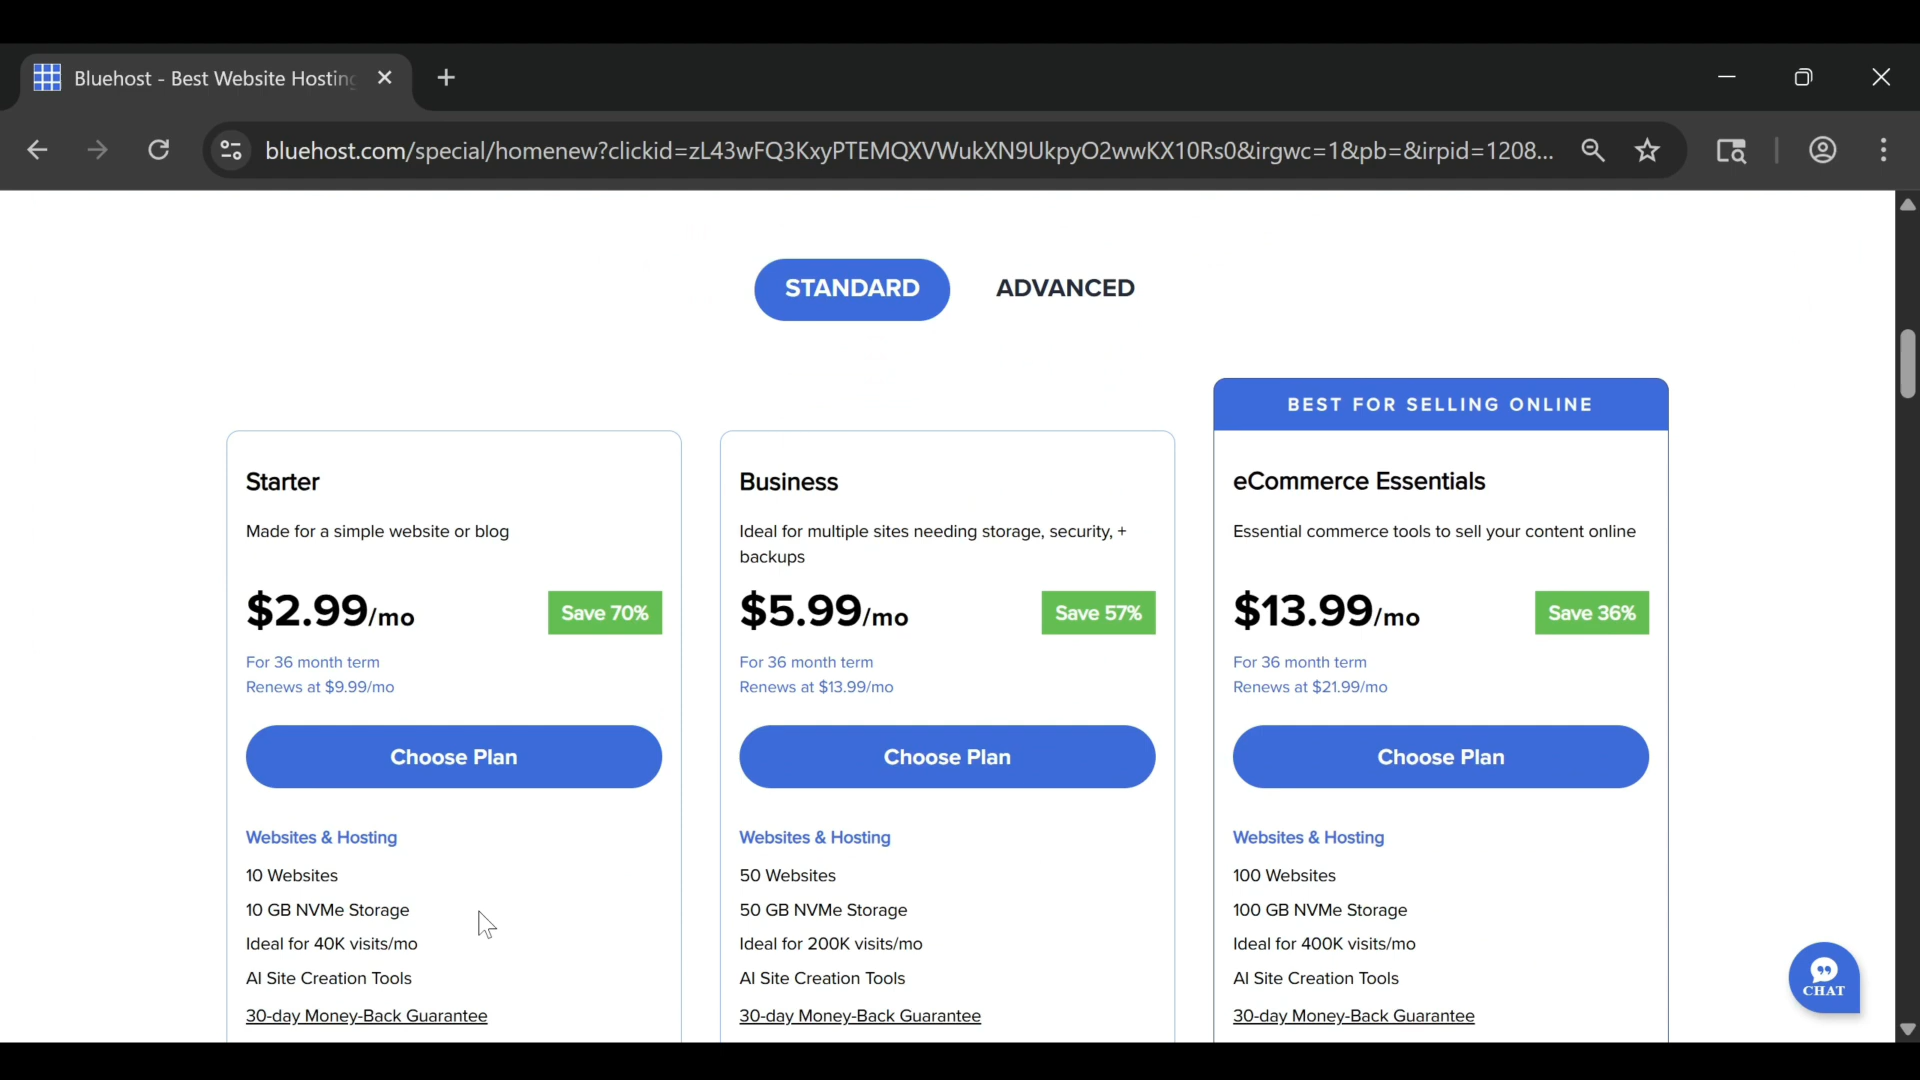 Bluehost - Best Website Hosting
bluehost.com/special/homenew?clickid=zL43wFQ3KxyPTEMQXVWukXN9UkpyO2wwKX10Rs0&irgwc=1&pb=&irpid=1208...
STANDARD
ADVANCED
BEST FOR SELLING ONLINE
Starter
Made for a simple website or blog
$2.99/mo
Save 70%
For 36 month term
Renews at $9.99/mo
Choose Plan
Websites & Hosting
10 Websites
10 GB NVMe Storage
Ideal for 40K visits/mo
AI Site Creation Tools
30-day Money-Back Guarantee
Business
Ideal for multiple sites needing storage, security, +
backups
$5.99/mo
Save 57%
For 36 month term
Renews at $13.99/mo
Choose Plan
Websites & Hosting
50 Websites
50 GB NVMe Storage
Ideal for 200K visits/mo
AI Site Creation Tools
30-day Money-Back Guarantee
eCommerce Essentials
Essential commerce tools to sell your content online
$13.99/mo
Save 36%
For 36 month term
Renews at $21.99/mo
Choose Plan
Websites & Hosting
100 Websites
100 GB NVMe Storage
Ideal for 400K visits/mo
AI Site Creation Tools
30-day Money-Back Guarantee
CHAT